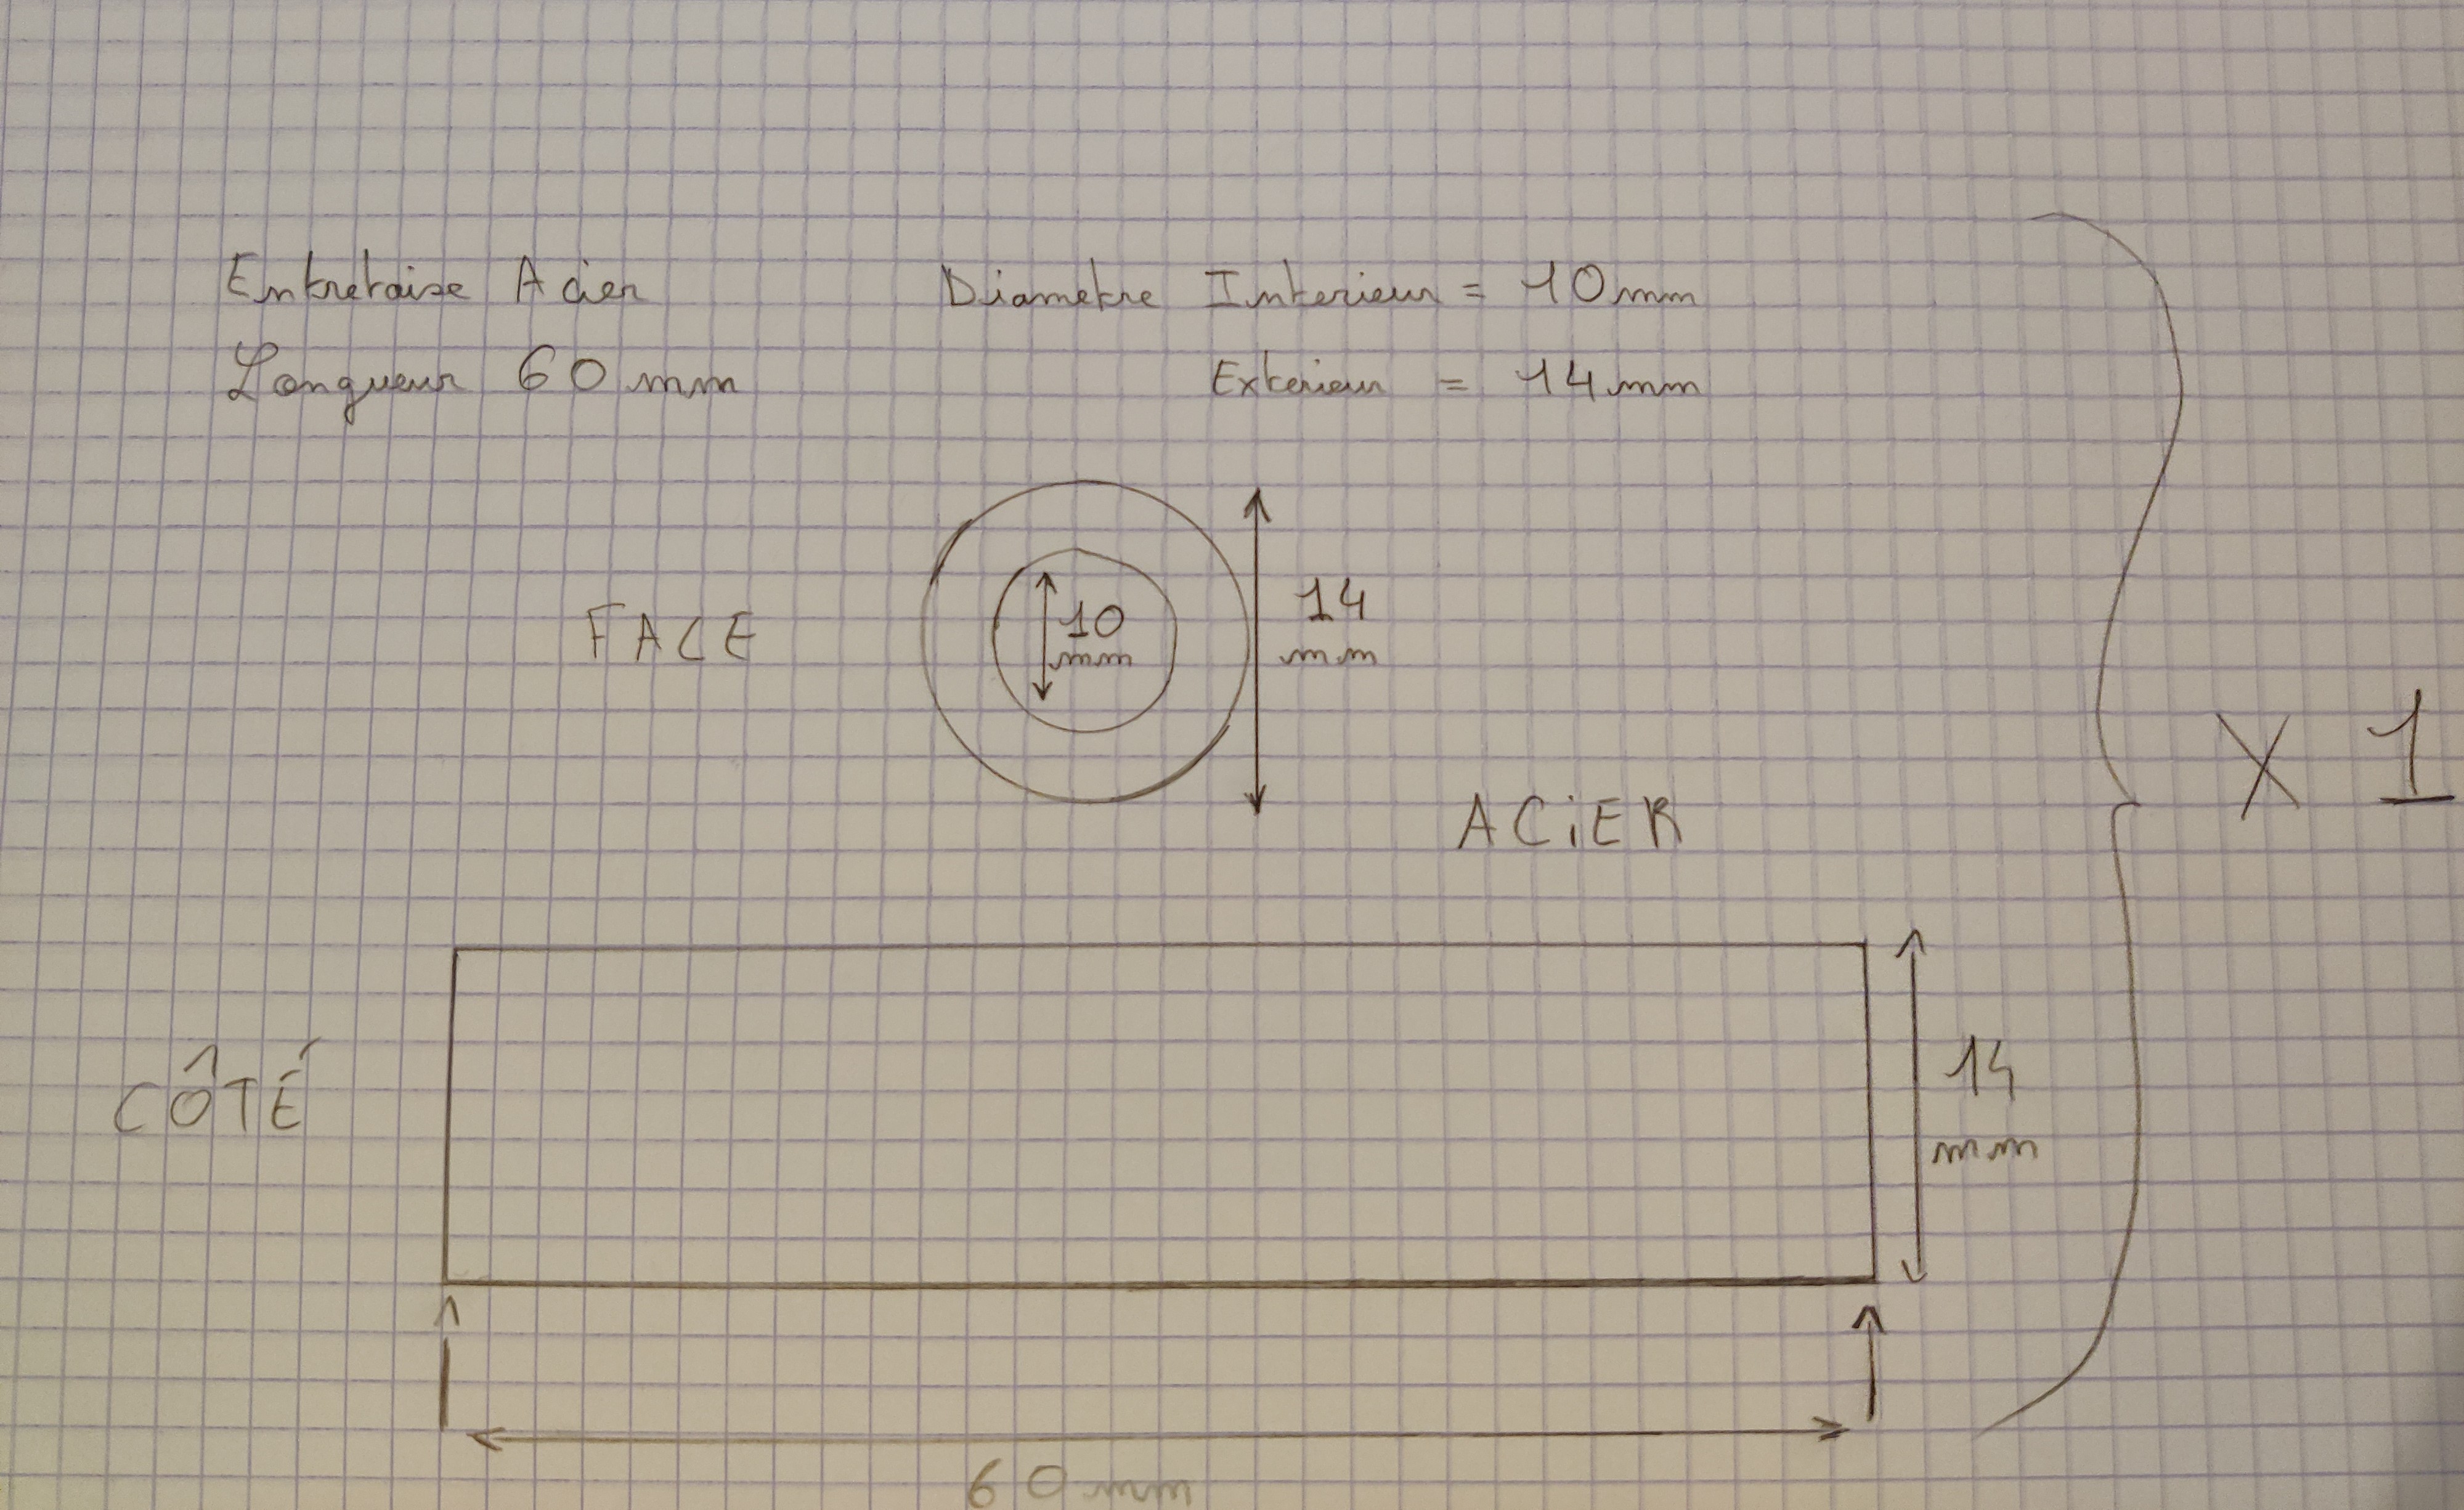 Entretoise Acier
Longueur 60 mm
Diametre Interieur = 10 mm
Exterieur = 14 mm
FACE
10
mm
14
mm
ACiER
CÔTÉ
14
mm
60 mm
X 1